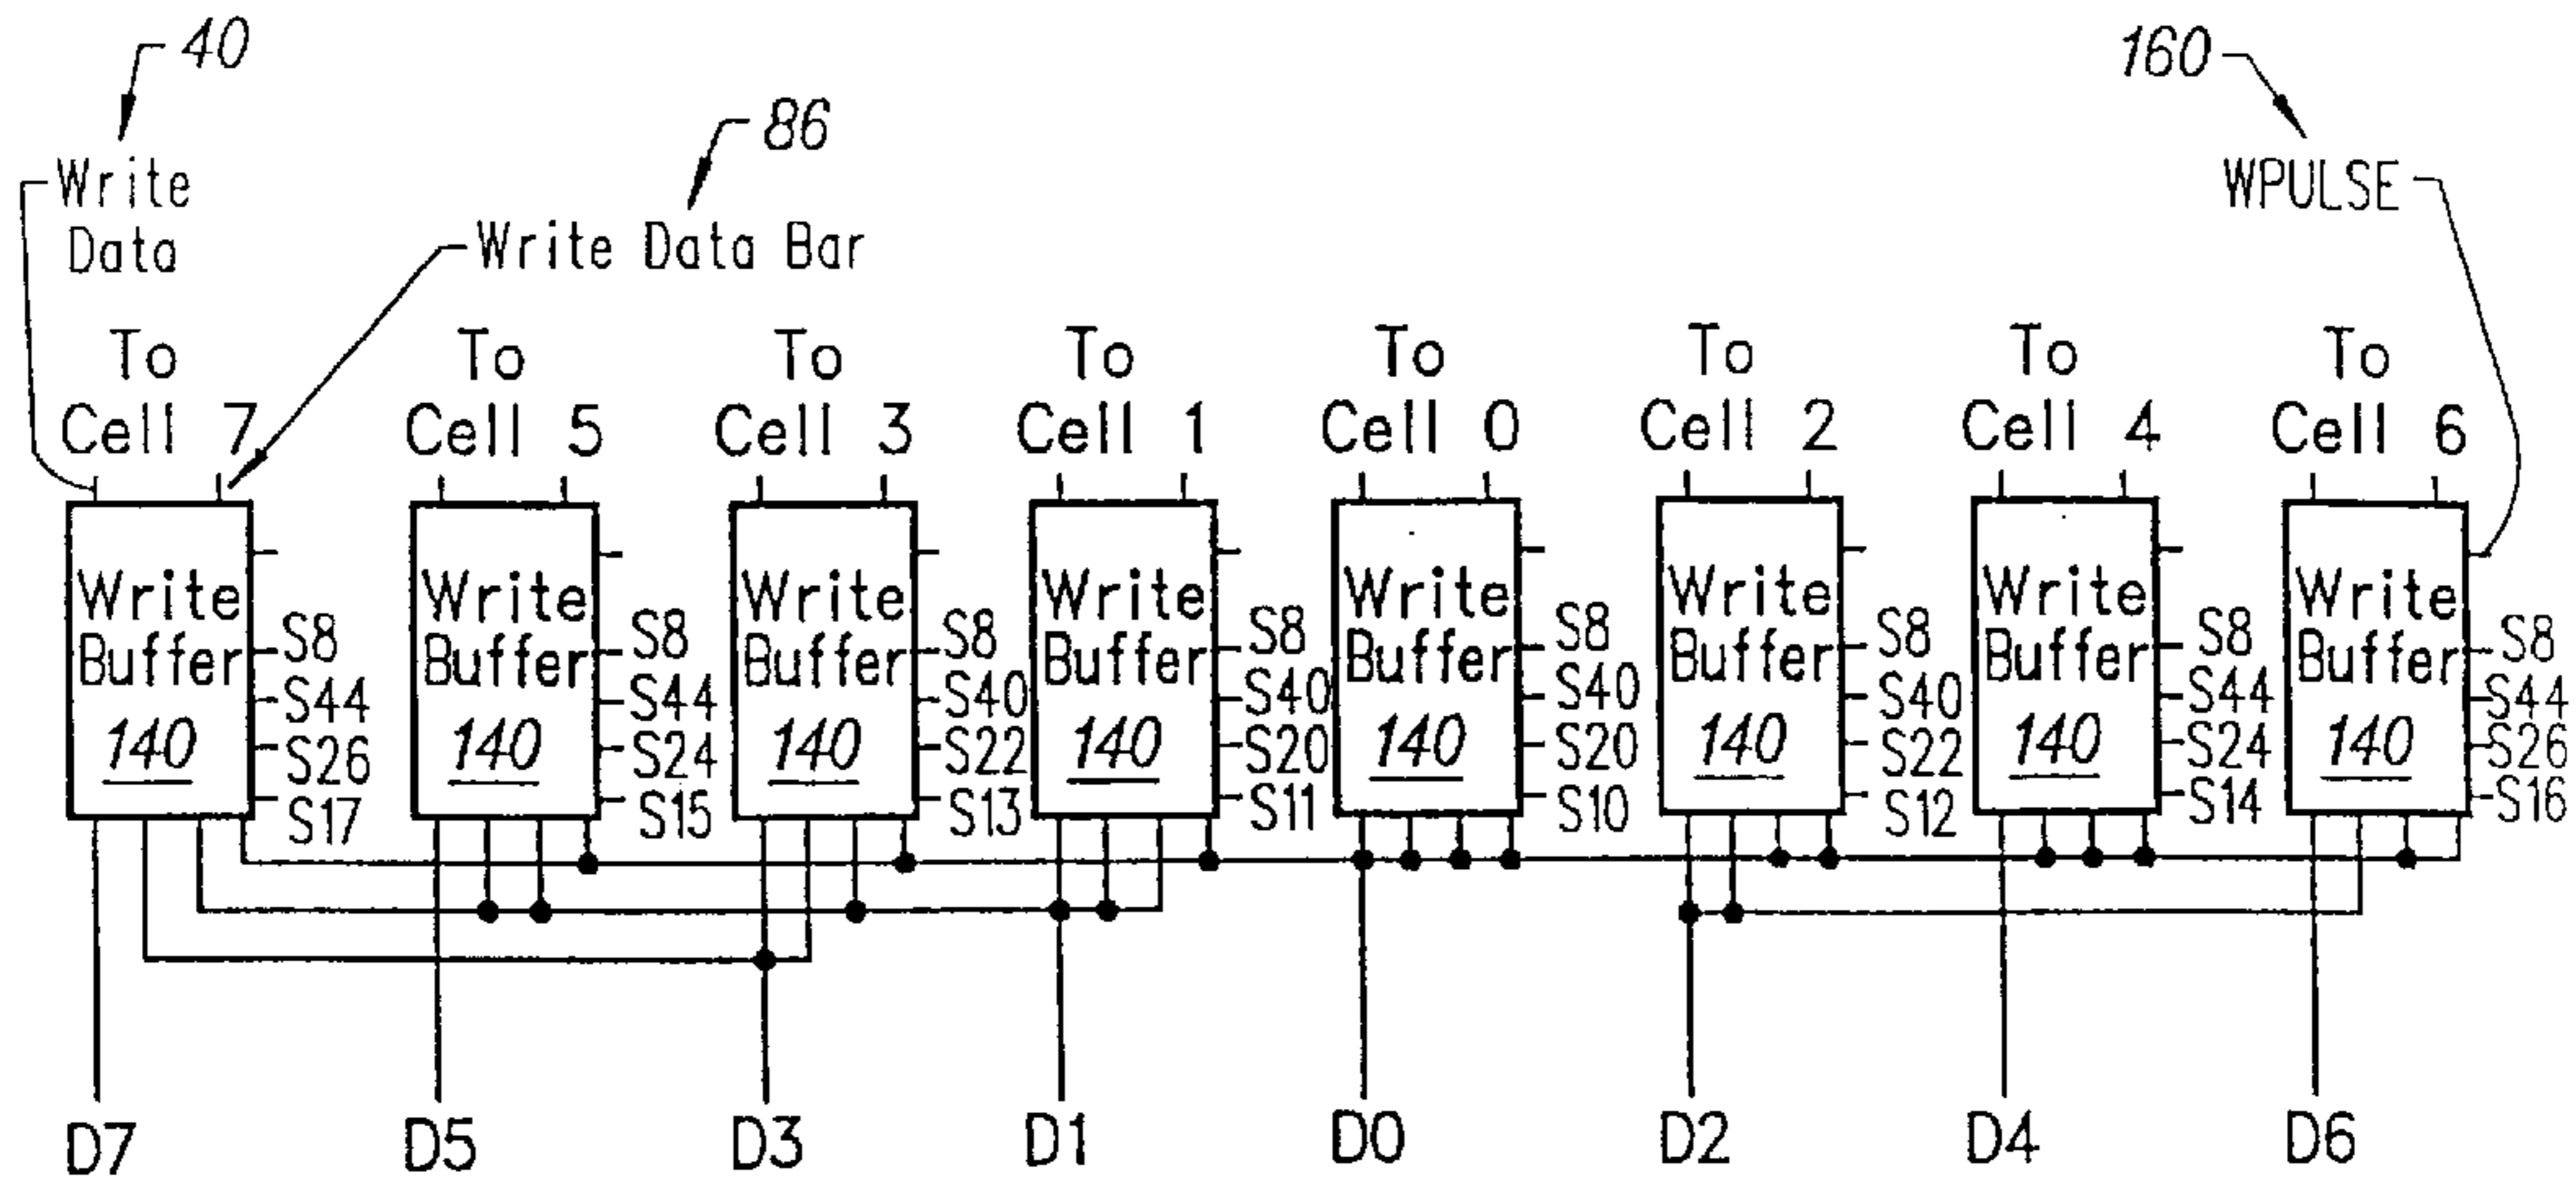 40
160
86
Write
Data
WPULSE
Write Data Bar
To To To To To To To To
Cell 7 Cell 5 Cell 3 Cell 1 Cell 0 Cell 2 Cell 4 Cell 6
Write Write Write Write Write Write Write Write
Buffer Buffer Buffer Buffer Buffer Buffer Buffer Buffer
S8 S8 S8 S8 S8 S8 S8 S8
S44 S44 S40 S40 S40 S40 S44 S44
140 140 140 140 140 140 140 140
S26 S24 S22 S20 S20 S22 S24 S26
S17 S15 S13 S11 S10 S12 S14 S16
D7 D5 D3 D1 D0 D2 D4 D6